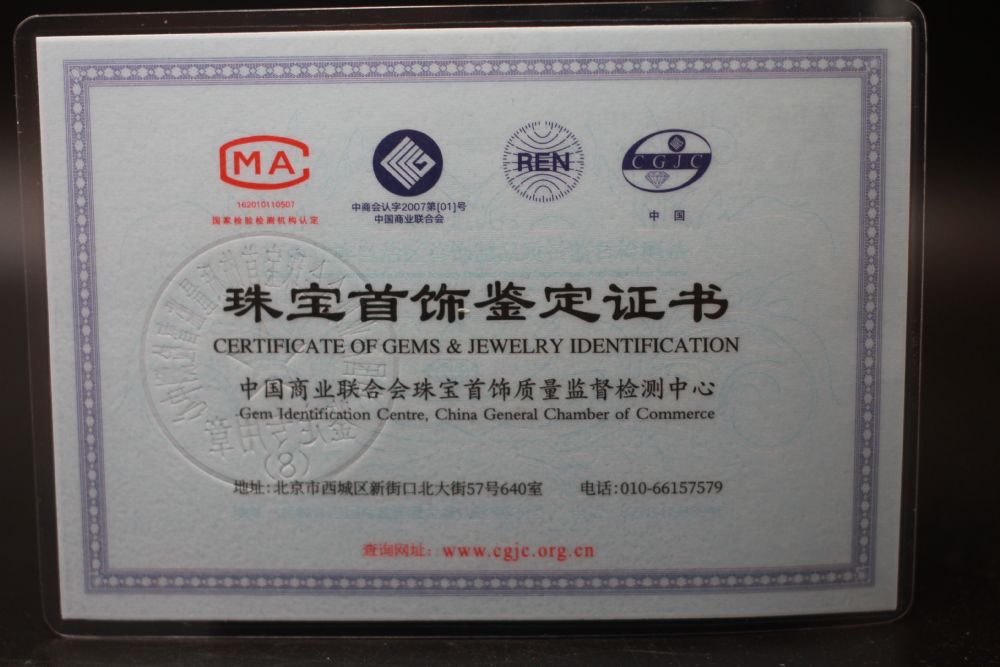 MA
162010110507
国家检验检测机构认定
中商会认字2007第[01]号
中国商业联合会
REN
CGJC
中国
珠宝首饰鉴定证书
CERTIFICATE OF GEMS & JEWELRY IDENTIFICATION
中国商业联合会珠宝首饰质量监督检测中心
Gem Identification Centre, China General Chamber of Commerce
地址:北京市西城区新街口北大街57号640室 电话:010-66157579
查询网址:www.cgjc.org.cn
(8)